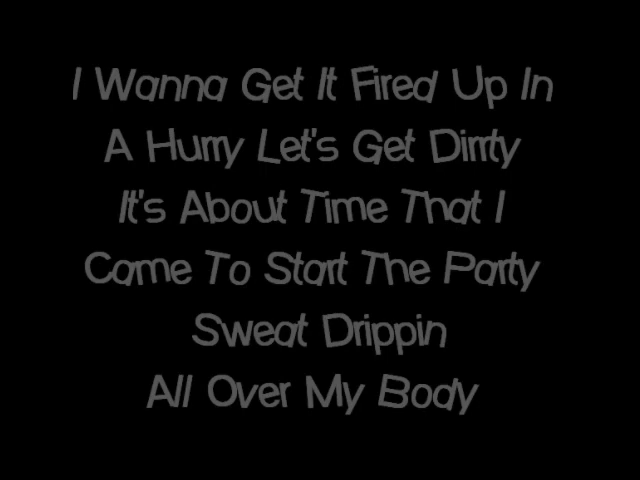 I Wanna Get It Fired Up In
A Hurry Let's Get Dirrty
It's About Time That I
Came To Start The Party
Sweat Drippin
All Over My Body